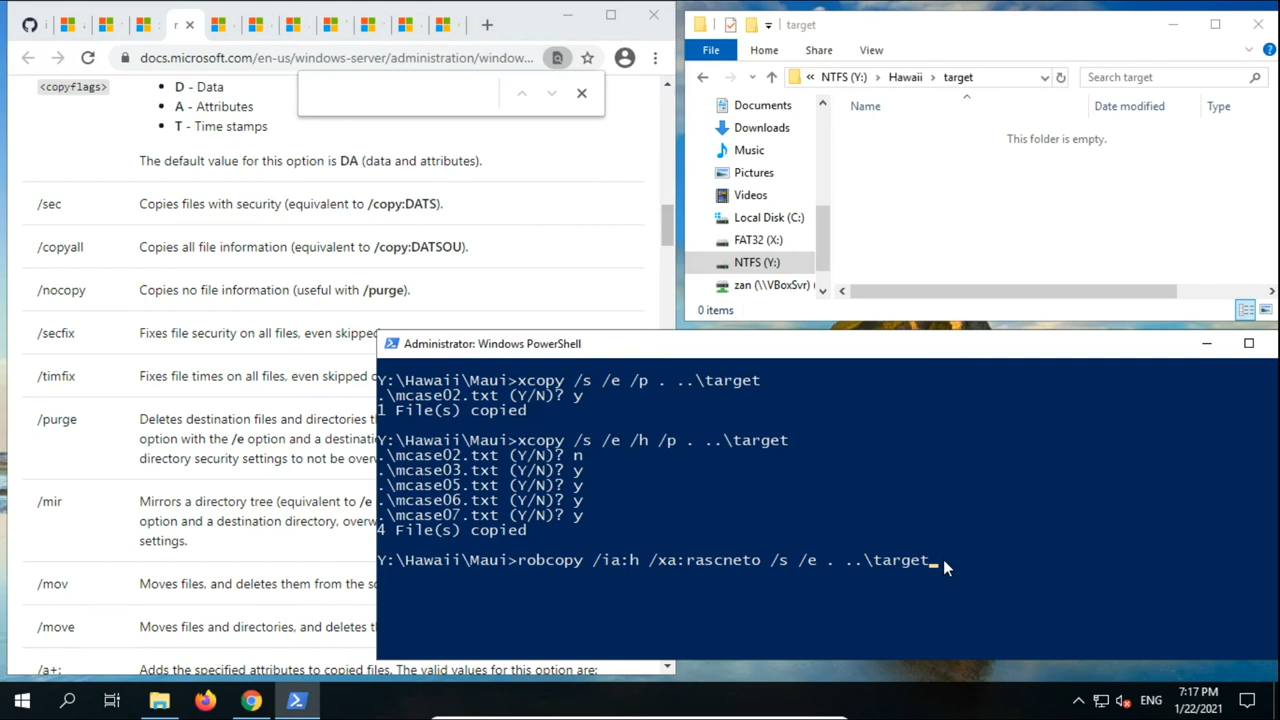 docs.microsoft.com/en-us/windows-server/administration/window...
<copyflags>
D - Data
A - Attributes
T - Time stamps
The default value for this option is DA (data and attributes).
/sec Copies files with security (equivalent to /copy:DATS).
/copyall Copies all file information (equivalent to /copy:DATSOU).
/nocopy Copies no file information (useful with /purge).
/secfix Fixes file security on all files, even skipped
/timfix Fixes file times on all files, even skipped o
/purge Deletes destination files and directories th
option with the /e option and a destinatio
directory security settings to not be overw
/mir Mirrors a directory tree (equivalent to /e
option and a destination directory, overw
settings.
/mov Moves files, and deletes them from the so
/move Moves files and directories, and deletes th
/a+: Adds the specified attributes to copied files. The valid values for this option are:
target
File Home Share View
« NTFS (Y:) Hawaii target
Search target
Documents
Downloads
Music
Pictures
Videos
Local Disk (C:)
FAT32 (X:)
NTFS (Y:)
zan (\\VBoxSvr) (
Name Date modified Type
This folder is empty.
0 items
Administrator: Windows PowerShell
Y:\Hawaii\Maui>xcopy /s /e /p . ..\target
.\mcase02.txt (Y/N)? y
1 File(s) copied
Y:\Hawaii\Maui>xcopy /s /e /h /p . ..\target
.\mcase02.txt (Y/N)? n
.\mcase03.txt (Y/N)? y
.\mcase05.txt (Y/N)? y
.\mcase06.txt (Y/N)? y
.\mcase07.txt (Y/N)? y
4 File(s) copied
Y:\Hawaii\Maui>robcopy /ia:h /xa:rascneto /s /e . ..\target
ENG
7:17 PM
1/22/2021